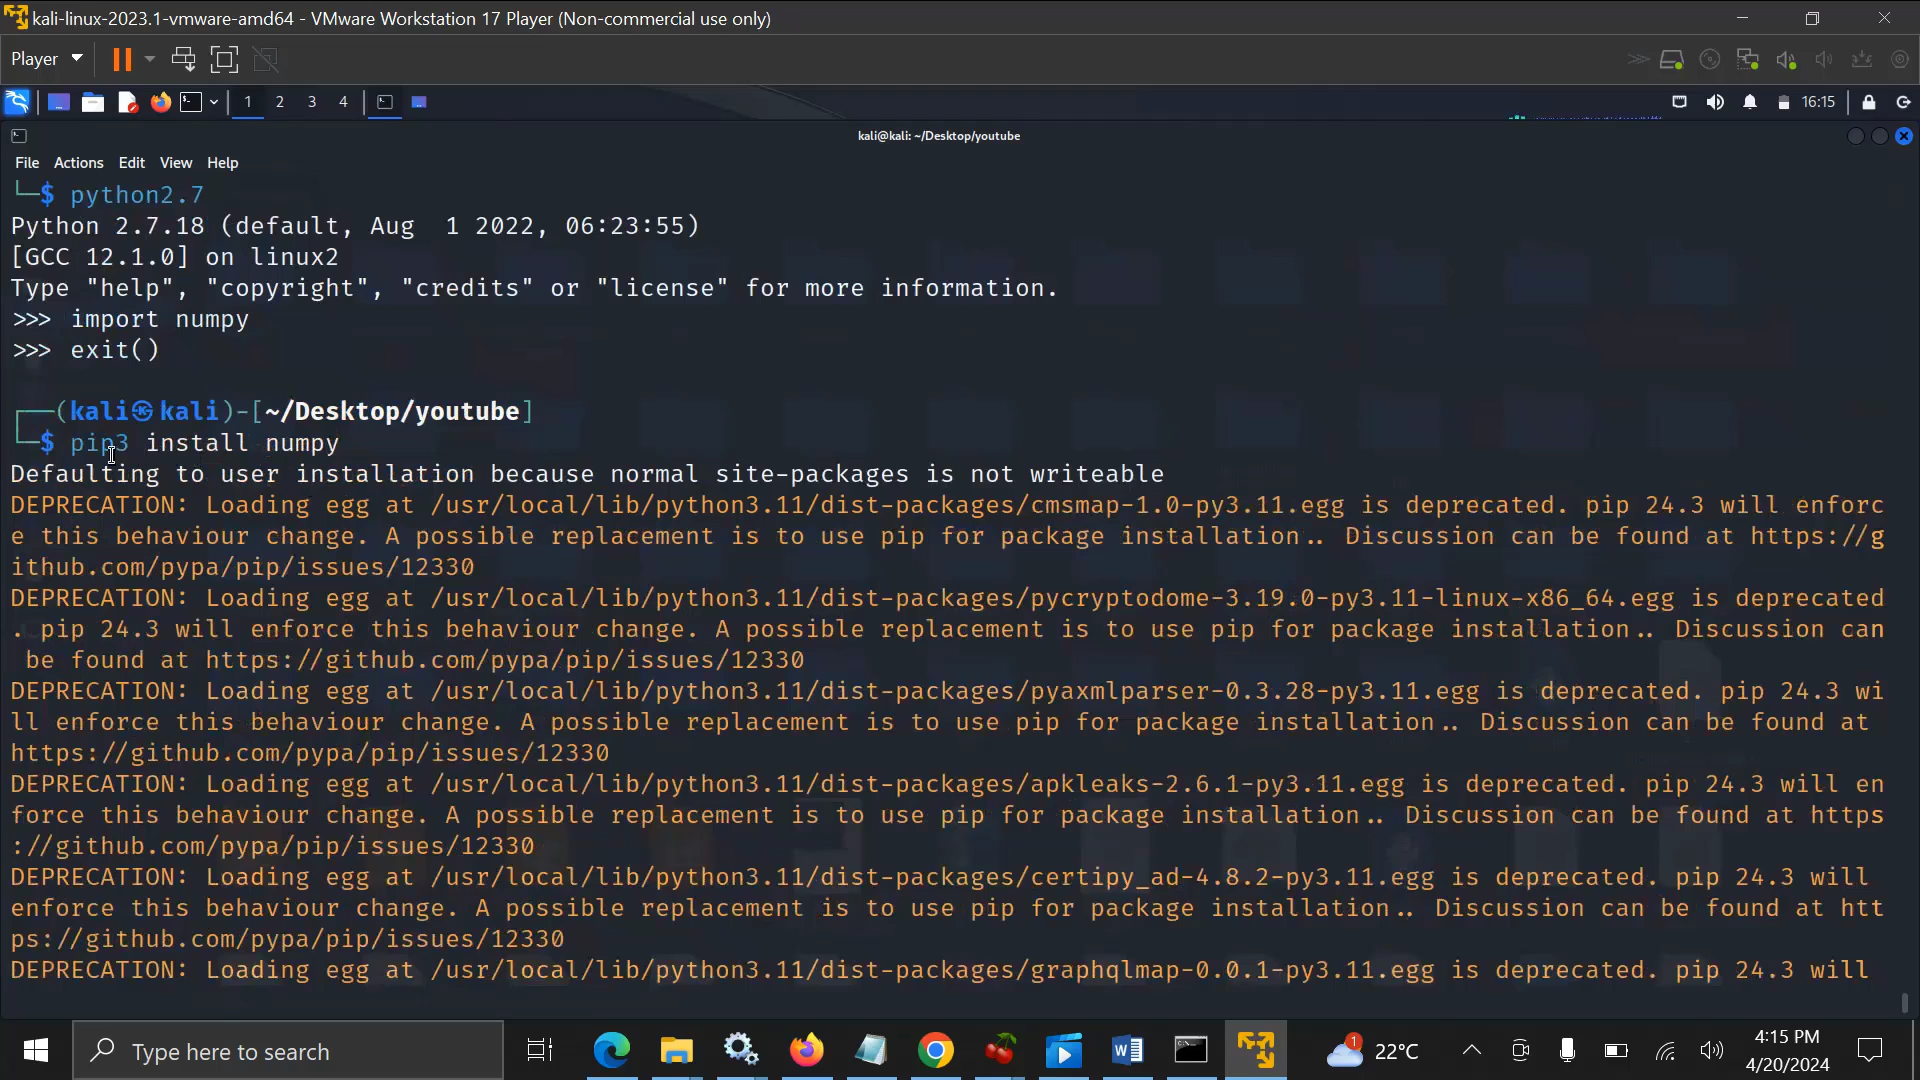 kali-linux-2023.1-vmware-amd64 - VMware Workstation 17 Player (Non-commercial use only)
Player
1 2 3 4
16:15
kali@kali: ~/Desktop/youtube
File Actions Edit View Help
└─$ python2.7
Python 2.7.18 (default, Aug  1 2022, 06:23:55)
[GCC 12.1.0] on linux2
Type "help", "copyright", "credits" or "license" for more information.
>>> import numpy
>>> exit()
┌──(kali㉿kali)-[~/Desktop/youtube]
└─$ pip3 install numpy
Defaulting to user installation because normal site-packages is not writeable
DEPRECATION: Loading egg at /usr/local/lib/python3.11/dist-packages/cmsmap-1.0-py3.11.egg is deprecated. pip 24.3 will enforc
e this behaviour change. A possible replacement is to use pip for package installation.. Discussion can be found at https://g
ithub.com/pypa/pip/issues/12330
DEPRECATION: Loading egg at /usr/local/lib/python3.11/dist-packages/pycryptodome-3.19.0-py3.11-linux-x86_64.egg is deprecated
. pip 24.3 will enforce this behaviour change. A possible replacement is to use pip for package installation.. Discussion can
 be found at https://github.com/pypa/pip/issues/12330
DEPRECATION: Loading egg at /usr/local/lib/python3.11/dist-packages/pyaxmlparser-0.3.28-py3.11.egg is deprecated. pip 24.3 wi
ll enforce this behaviour change. A possible replacement is to use pip for package installation.. Discussion can be found at
https://github.com/pypa/pip/issues/12330
DEPRECATION: Loading egg at /usr/local/lib/python3.11/dist-packages/apkleaks-2.6.1-py3.11.egg is deprecated. pip 24.3 will en
force this behaviour change. A possible replacement is to use pip for package installation.. Discussion can be found at https
://github.com/pypa/pip/issues/12330
DEPRECATION: Loading egg at /usr/local/lib/python3.11/dist-packages/certipy_ad-4.8.2-py3.11.egg is deprecated. pip 24.3 will
enforce this behaviour change. A possible replacement is to use pip for package installation.. Discussion can be found at htt
ps://github.com/pypa/pip/issues/12330
DEPRECATION: Loading egg at /usr/local/lib/python3.11/dist-packages/graphqlmap-0.0.1-py3.11.egg is deprecated. pip 24.3 will
Type here to search
1
22°C
4:15 PM
4/20/2024